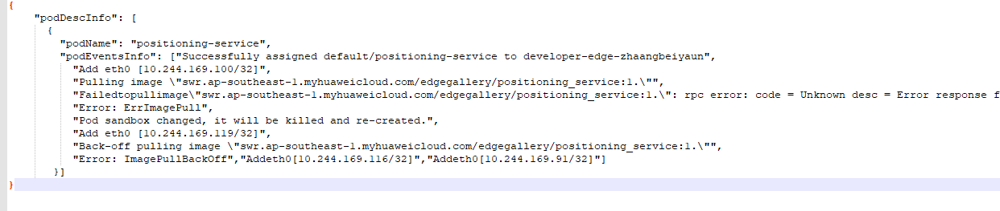 {
"podDescInfo": [
{
"podName": "positioning-service",
"podEventsInfo": ["Successfully assigned default/positioning-service to developer-edge-zhaangbeiyaun",
"Add eth0 [10.244.169.100/32]",
"Pulling image \"swr.ap-southeast-1.myhuaweicloud.com/edgegallery/positioning_service:1.\"",
"Failedtopullimage\"swr.ap-southeast-1.myhuaweicloud.com/edgegallery/positioning_service:1.\": rpc error: code = Unknown desc = Error response f
"Error: ErrImagePull",
"Pod sandbox changed, it will be killed and re-created.",
"Add eth0 [10.244.169.119/32]",
"Back-off pulling image \"swr.ap-southeast-1.myhuaweicloud.com/edgegallery/positioning_service:1.\"",
"Error: ImagePullBackOff","Addeth0[10.244.169.116/32]","Addeth0[10.244.169.91/32]"]
}]
}